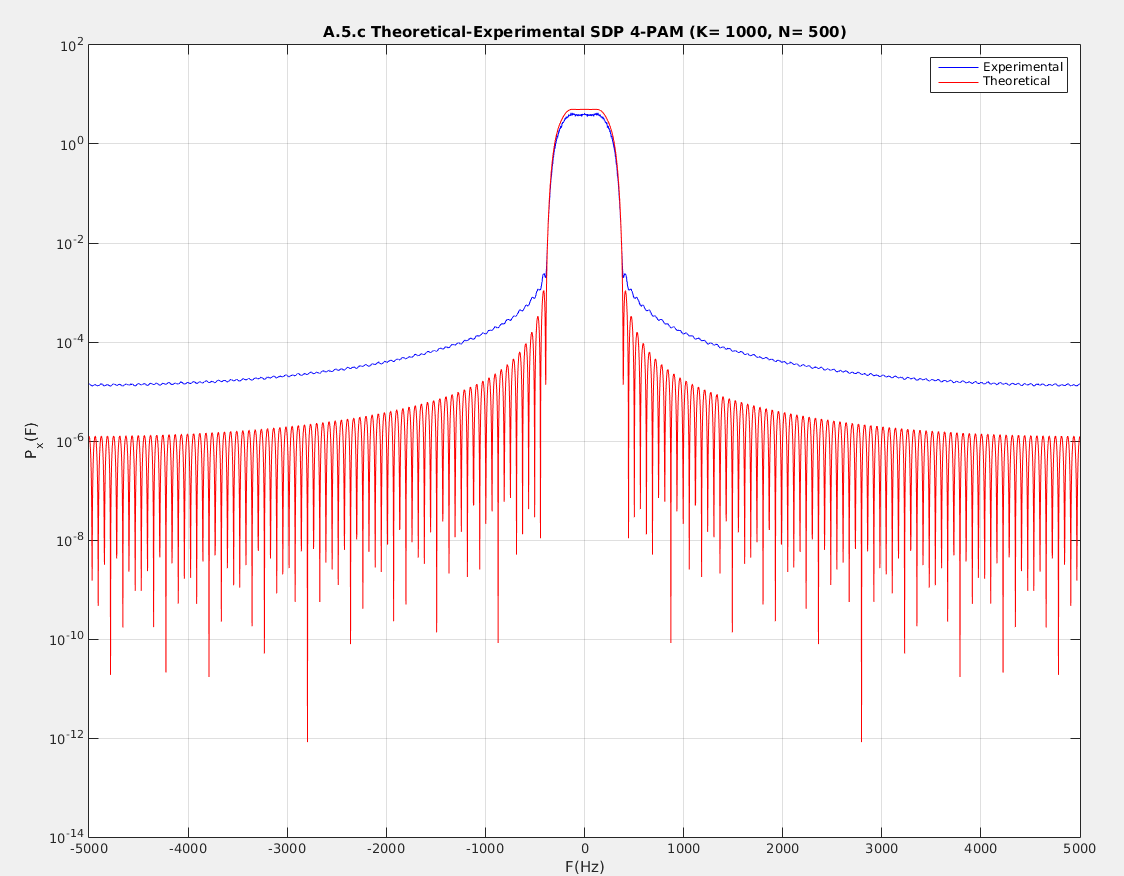 A.5.c Theoretical-Experimental SDP 4-PAM (K= 1000, N= 500)
Experimental
Theoretical
10^2
10^0
10^-2
10^-4
10^-6
10^-8
10^-10
10^-12
10^-14
P_x(F)
-5000 -4000 -3000 -2000 -1000 0 1000 2000 3000 4000 5000
F(Hz)